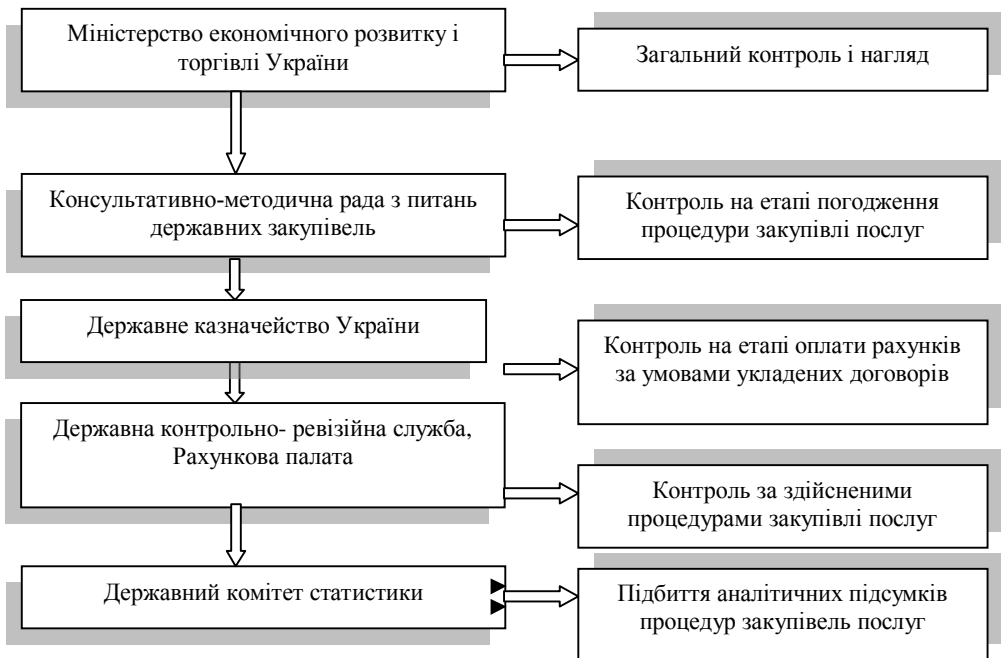 Міністерство економічного розвитку і
торгівлі України
Загальний контроль і нагляд
Консультативно-методична рада з питань
державних закупівель
Контроль на етапі погодження
процедури закупівлі послуг
Державне казначейство України
Контроль на етапі оплати рахунків
за умовами укладених договорів
Державна контрольно- ревізійна служба,
Рахункова палата
Контроль за здійсненими
процедурами закупівлі послуг
Державний комітет статистики
Підбиття аналітичних підсумків
процедур закупівель послуг